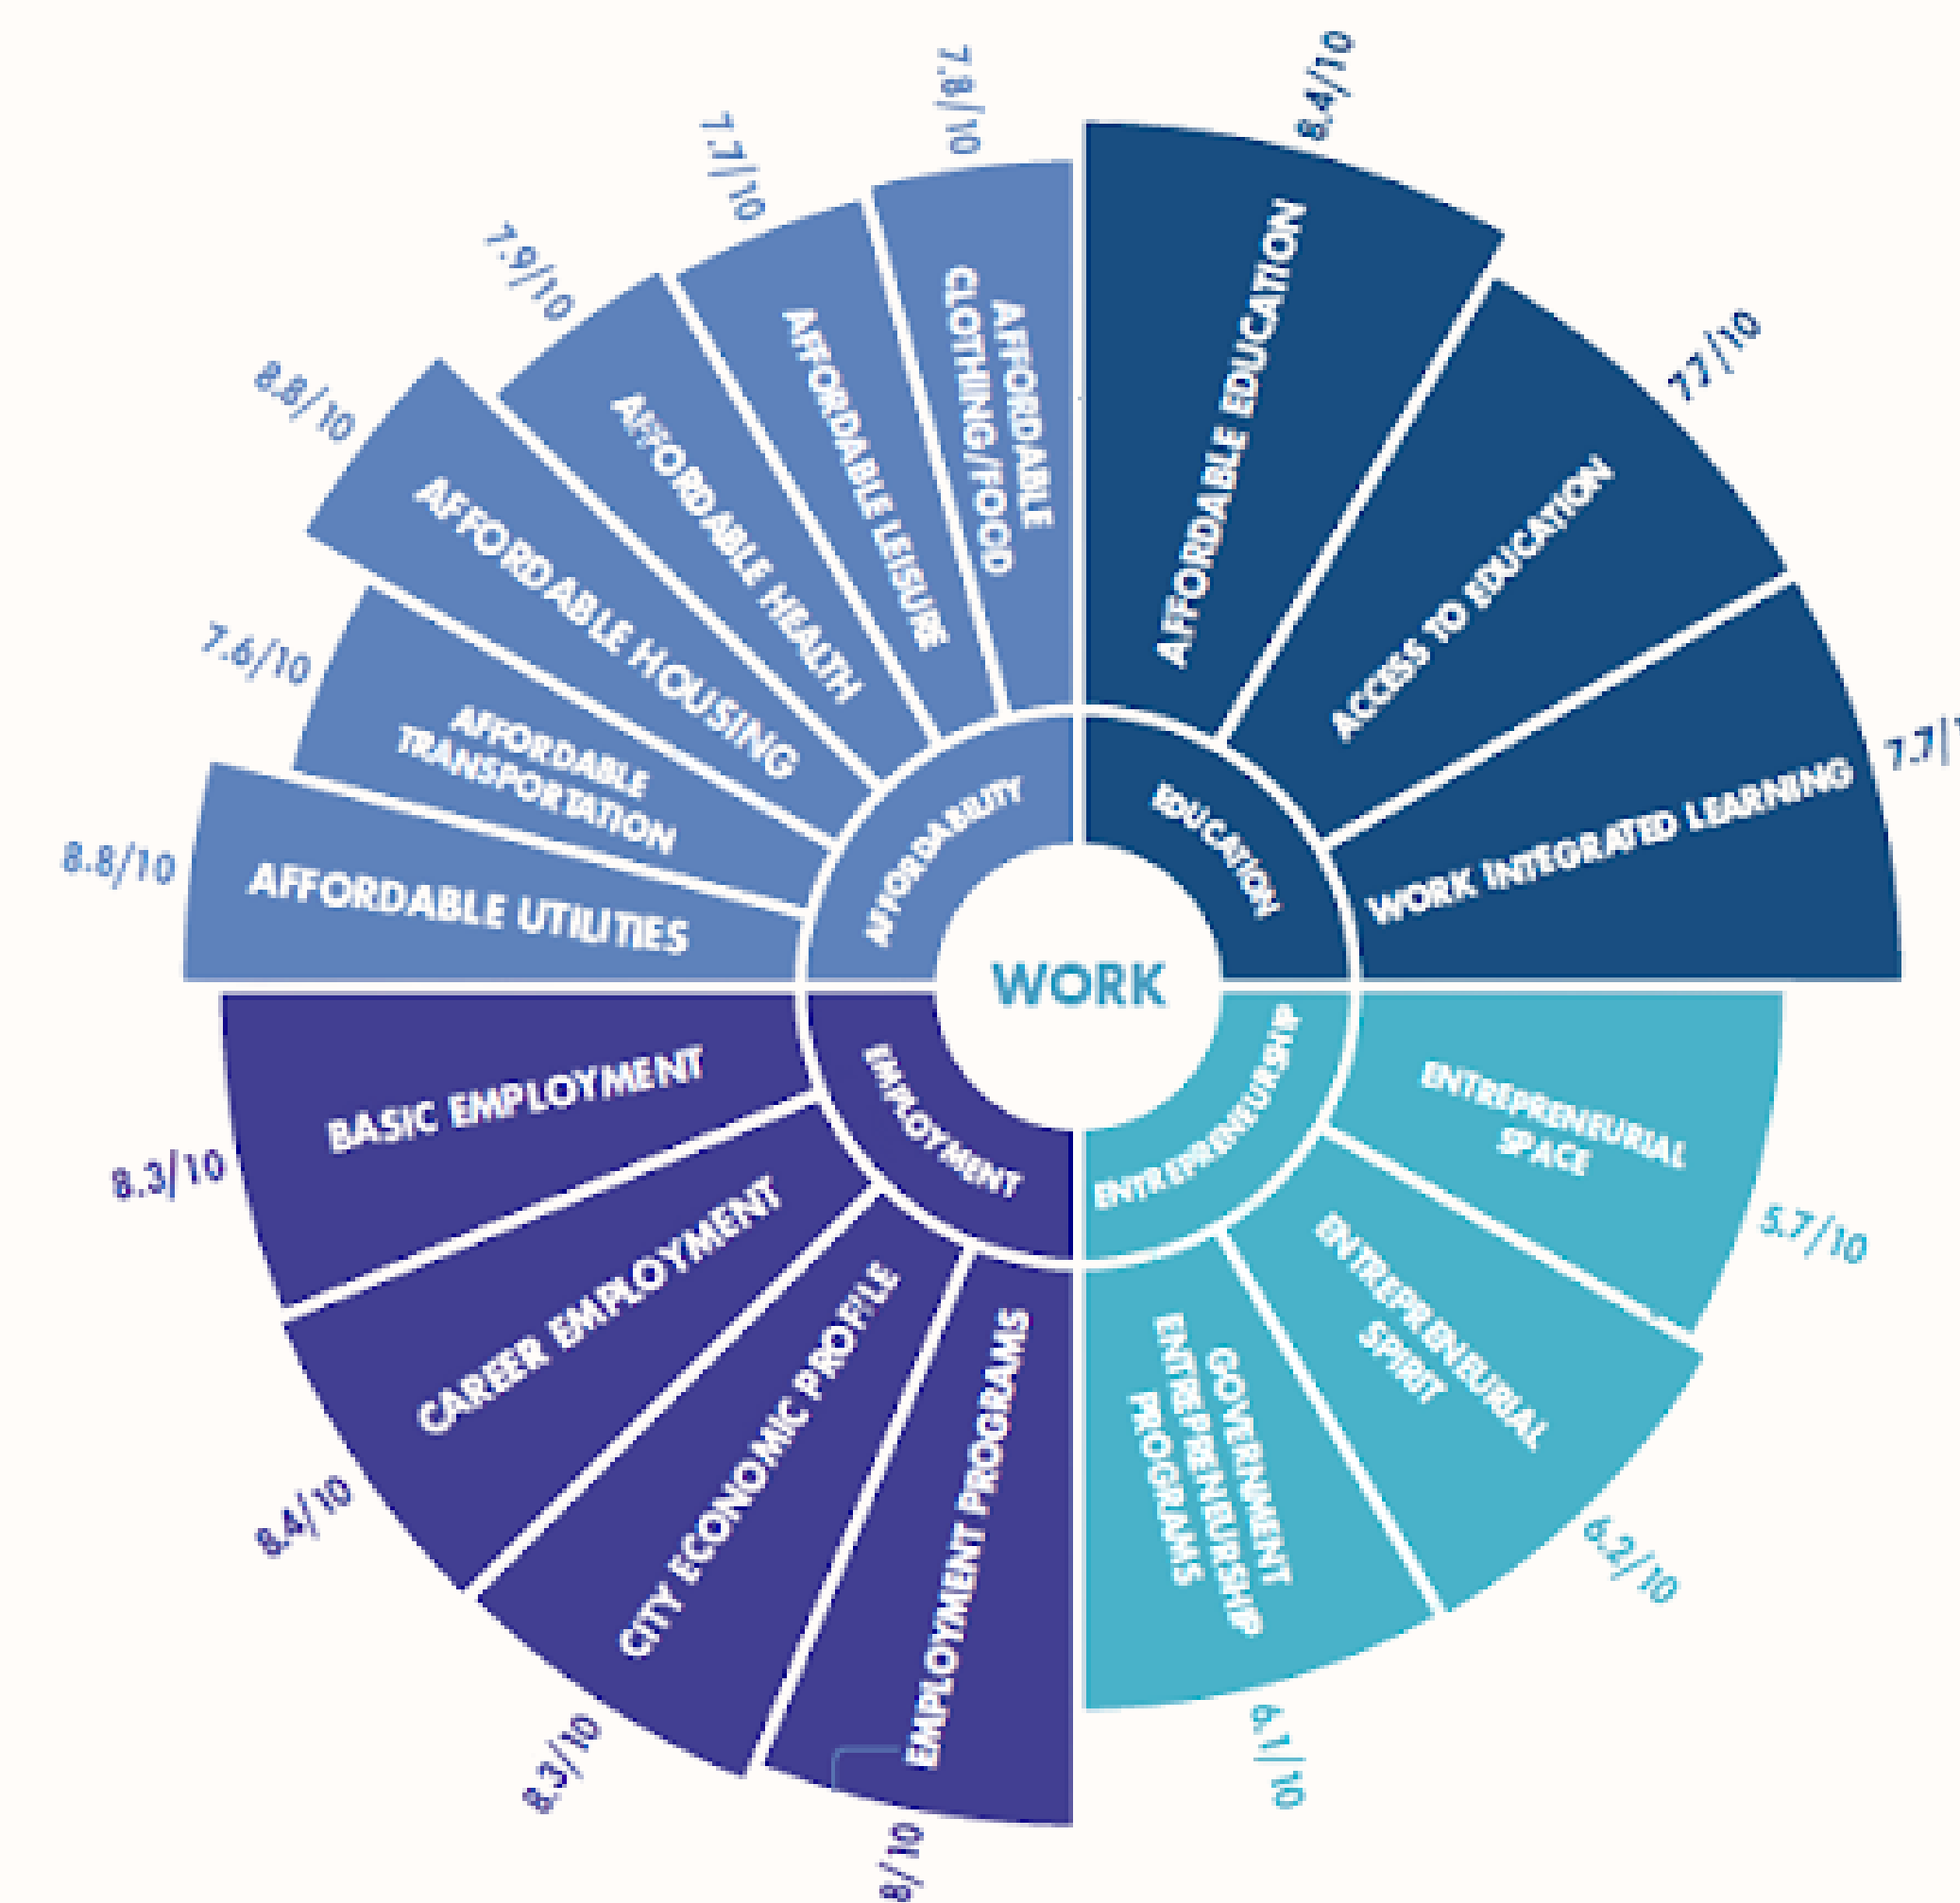 8.4/10
AFFORDABLE EDUCATION
77/10
ACCESS TO EDUCATION
7.7/1
WORK INTEGRATED LEARNING
EDUCATION
ENTREPRENEURIAL
SPACE
5.7/10
ENTREPRENEURIAL
SPIRIT
6.2/10
GOVERNMENT
ENTREPRENEURSHIP
PROGRAMS
6.1/10
ENTREPRENEURSHIP
EMPLOYMENT PROGRAMS
8/10
CITY ECONOMIC PROFILE
8.3/10
CAREER EMPLOYMENT
8.4/10
BASIC EMPLOYMENT
8.3/10
EMPLOYMENT
AFFORDABLE UTILITIES
8.8/10
AFFORDABLE
TRANSPORTATION
7.6/10
AFFORDABLE HOUSING
8.8/10
AFFORDABLE HEALTH
7.9/10
AFFORDABLE LEISURE
7.7/10
AFFORDABLE
CLOTHING/FOOD
7.8/10
AFFORDABILITY
WORK